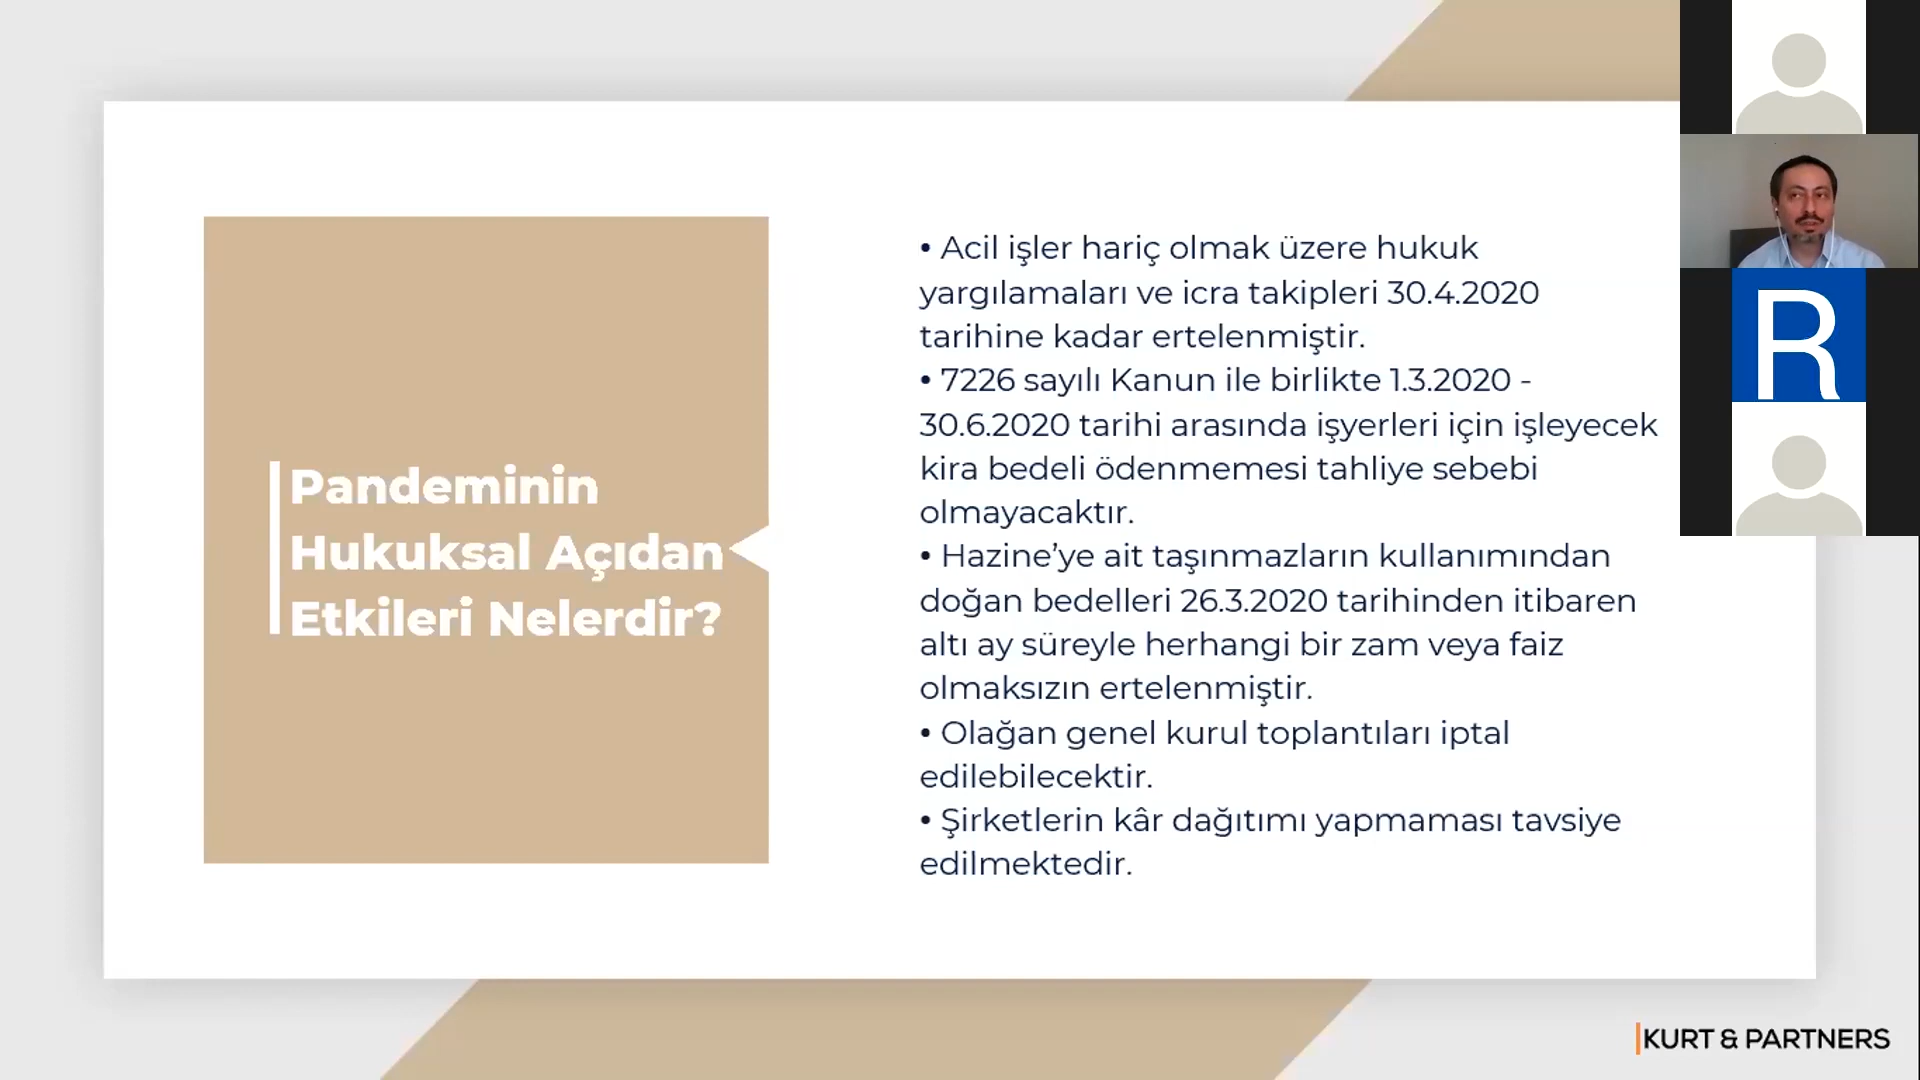 Pandeminin
Hukuksal Açıdan
Etkileri Nelerdir?
• Acil işler hariç olmak üzere hukuk
yargılamaları ve icra takipleri 30.4.2020
tarihine kadar ertelenmiştir.
• 7226 sayılı Kanun ile birlikte 1.3.2020 -
30.6.2020 tarihi arasında işyerleri için işleyecek
kira bedeli ödenmemesi tahliye sebebi
olmayacaktır.
• Hazine’ye ait taşınmazların kullanımından
doğan bedelleri 26.3.2020 tarihinden itibaren
altı ay süreyle herhangi bir zam veya faiz
olmaksızın ertelenmiştir.
• Olağan genel kurul toplantıları iptal
edilebilecektir.
• Şirketlerin kâr dağıtımı yapmaması tavsiye
edilmektedir.
R
KURT & PARTNERS